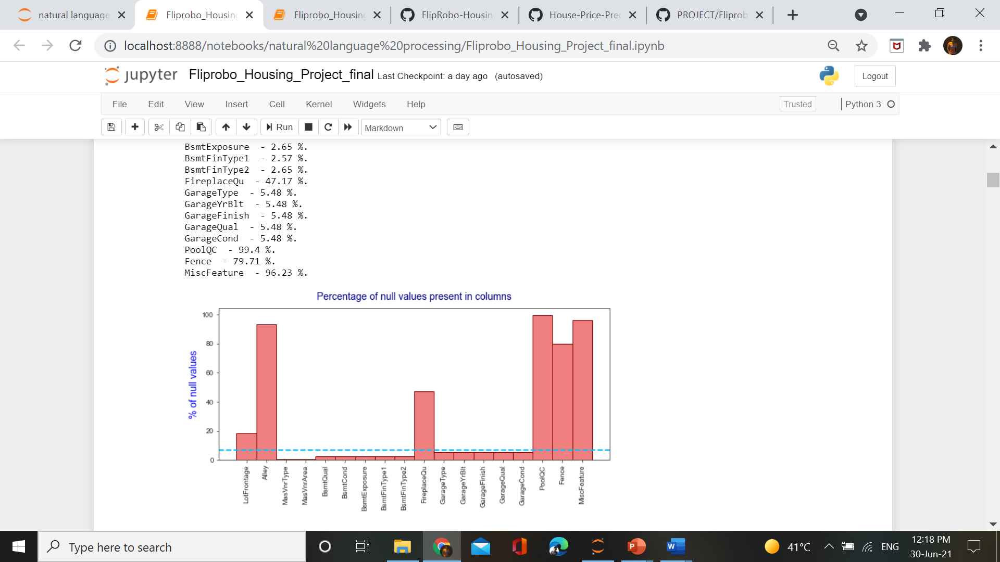 natural language
Fliprobo_Housing
Fliprobo_Housing
FlipRobo-Housin
House-Price-Pred
PROJECT/Fliprob
localhost:8888/notebooks/natural%20language%20processing/Fliprobo_Housing_Project_final.ipynb
jupyter Fliprobo_Housing_Project_final Last Checkpoint: a day ago (autosaved)
Logout
File Edit View Insert Cell Kernel Widgets Help
Trusted
Python 3
Run
Markdown
BsmtExposure - 2.65 %.
BsmtFinType1 - 2.57 %.
BsmtFinType2 - 2.65 %.
FireplaceQu - 47.17 %.
GarageType - 5.48 %.
GarageYrBlt - 5.48 %.
GarageFinish - 5.48 %.
GarageQual - 5.48 %.
GarageCond - 5.48 %.
PoolQC - 99.4 %.
Fence - 79.71 %.
MiscFeature - 96.23 %.
Percentage of null values present in columns
% of null values
100
80
60
40
20
0
LotFrontage
Alley
MasVnrType
MasVnrArea
BsmtQual
BsmtCond
BsmtExposure
BsmtFinType1
BsmtFinType2
FireplaceQu
GarageType
GarageYrBlt
GarageFinish
GarageQual
GarageCond
PoolQC
Fence
MiscFeature
Type here to search
41°C
ENG
12:18 PM
30-Jun-21